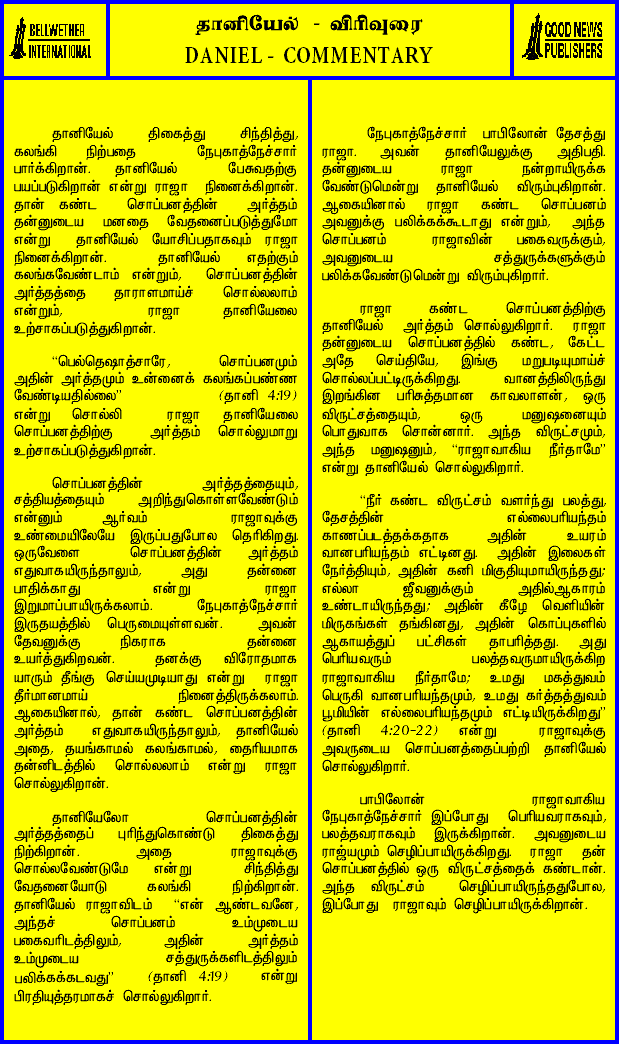 BELLWETHER
INTERNATIONAL
தானியேல் - விரிவுரை
DANIEL - COMMENTARY
GOOD NEWS
PUBLISHERS
தானியேல் திகைத்து சிந்தித்து,
கலங்கி நிற்பதை நேபுகாத்நேச்சார்
பார்க்கிறான். தானியேல் பேசுவதற்கு
பயப்படுகிறான் என்று ராஜா நினைக்கிறான்.
தான் கண்ட சொப்பனத்தின் அர்த்தம்
தன்னுடைய மனதை வேதனைப்படுத்துமோ
என்று தானியேல் யோசிப்பதாகவும் ராஜா
நினைக்கிறான். தானியேல் எதற்கும்
கலங்கவேண்டாம் என்றும், சொப்பனத்தின்
அர்த்தத்தை தாராளமாய்ச் சொல்லலாம்
என்றும், ராஜா தானியேலை
உற்சாகப்படுத்துகிறான்.
“பெல்தெஷாத்சாரே, சொப்பனமும்
அதின் அர்த்தமும் உன்னைக் கலங்கப்பண்ண
வேண்டியதில்லை” (தானி 4:19)
என்று சொல்லி ராஜா தானியேலை
சொப்பனத்திற்கு அர்த்தம் சொல்லுமாறு
உற்சாகப்படுத்துகிறான்.
சொப்பனத்தின் அர்த்தத்தையும்,
சத்தியத்தையும் அறிந்துகொள்ளவேண்டும்
என்னும் ஆர்வம் ராஜாவுக்கு
உண்மையிலேயே இருப்பதுபோல தெரிகிறது.
ஒருவேளை சொப்பனத்தின் அர்த்தம்
எதுவாகயிருந்தாலும், அது தன்னை
பாதிக்காது என்று ராஜா
இறுமாப்பாயிருக்கலாம். நேபுகாத்நேச்சார்
இருதயத்தில் பெருமையுள்ளவன். அவன்
தேவனுக்கு நிகராக தன்னை
உயர்த்துகிறவன். தனக்கு விரோதமாக
யாரும் தீங்கு செய்யமுடியாது என்று ராஜா
தீர்மானமாய் நினைத்திருக்கலாம்.
ஆகையினால், தான் கண்ட சொப்பனத்தின்
அர்த்தம் எதுவாகயிருந்தாலும், தானியேல்
அதை, தயங்காமல் கலங்காமல், தைரியமாக
தன்னிடத்தில் சொல்லலாம் என்று ராஜா
சொல்லுகிறான்.
தானியேலோ சொப்பனத்தின்
அர்த்தத்தைப் புரிந்துகொண்டு திகைத்து
நிற்கிறான். அதை ராஜாவுக்கு
சொல்லவேண்டுமே என்று சிந்தித்து
வேதனையோடு கலங்கி நிற்கிறான்.
தானியேல் ராஜாவிடம் “என் ஆண்டவனே,
அந்தச் சொப்பனம் உம்முடைய
பகைவரிடத்திலும், அதின் அர்த்தம்
உம்முடைய சத்துருக்களிடத்திலும்
பலிக்கக்கடவது” (தானி 4:19) என்று
பிரதியுத்தரமாகச் சொல்லுகிறார்.
நேபுகாத்நேச்சார் பாபிலோன் தேசத்து
ராஜா. அவன் தானியேலுக்கு அதிபதி.
தன்னுடைய ராஜா நன்றாயிருக்க
வேண்டுமென்று தானியேல் விரும்புகிறான்.
ஆகையினால் ராஜா கண்ட சொப்பனம்
அவனுக்கு பலிக்கக்கூடாது என்றும், அந்த
சொப்பனம் ராஜாவின் பகைவருக்கும்,
அவனுடைய சத்துருக்களுக்கும்
பலிக்கவேண்டுமென்று விரும்புகிறார்.
ராஜா கண்ட சொப்பனத்திற்கு
தானியேல் அர்த்தம் சொல்லுகிறார். ராஜா
தன்னுடைய சொப்பனத்தில் கண்ட, கேட்ட
அதே செய்தியே, இங்கு மறுபடியுமாய்ச்
சொல்லப்பட்டிருக்கிறது. வானத்திலிருந்து
இறங்கின பரிசுத்தமான காவலாளன், ஒரு
விருட்சத்தையும், ஒரு மனுஷனையும்
பொதுவாக சொன்னார். அந்த விருட்சமும்,
அந்த மனுஷனும், “ராஜாவாகிய நீர்தாமே”
என்று தானியேல் சொல்லுகிறார்.
“நீர் கண்ட விருட்சம் வளர்ந்து பலத்து,
தேசத்தின் எல்லைபரியந்தம்
காணப்படத்தக்கதாக அதின் உயரம்
வானபரியந்தம் எட்டினது. அதின் இலைகள்
நேர்த்தியும், அதின் கனி மிகுதியுமாயிருந்தது;
எல்லா ஜீவனுக்கும் அதில்ஆகாரம்
உண்டாயிருந்தது; அதின் கீழே வெளியின்
மிருகங்கள் தங்கினது, அதின் கொப்புகளில்
ஆகாயத்துப் பட்சிகள் தாபரித்தது. அது
பெரியவரும் பலத்தவருமாயிருக்கிற
ராஜாவாகிய நீர்தாமே; உமது மகத்துவம்
பெருகி வானபரியந்தமும், உமது கர்த்தத்துவம்
பூமியின் எல்லைபரியந்தமும் எட்டியிருக்கிறது”
(தானி 4:20-22) என்று ராஜாவுக்கு
அவருடைய சொப்பனத்தைப்பற்றி தானியேல்
சொல்லுகிறார்.
பாபிலோன் ராஜாவாகிய
நேபுகாத்நேச்சார் இப்போது பெரியவராகவும்,
பலத்தவராகவும் இருக்கிறான். அவனுடைய
ராஜ்யமும் செழிப்பாயிருக்கிறது. ராஜா தன்
சொப்பனத்தில் ஒரு விருட்சத்தைக் கண்டான்.
அந்த விருட்சம் செழிப்பாயிருந்ததுபோல,
இப்போது ராஜாவும் செழிப்பாயிருக்கிறான்.